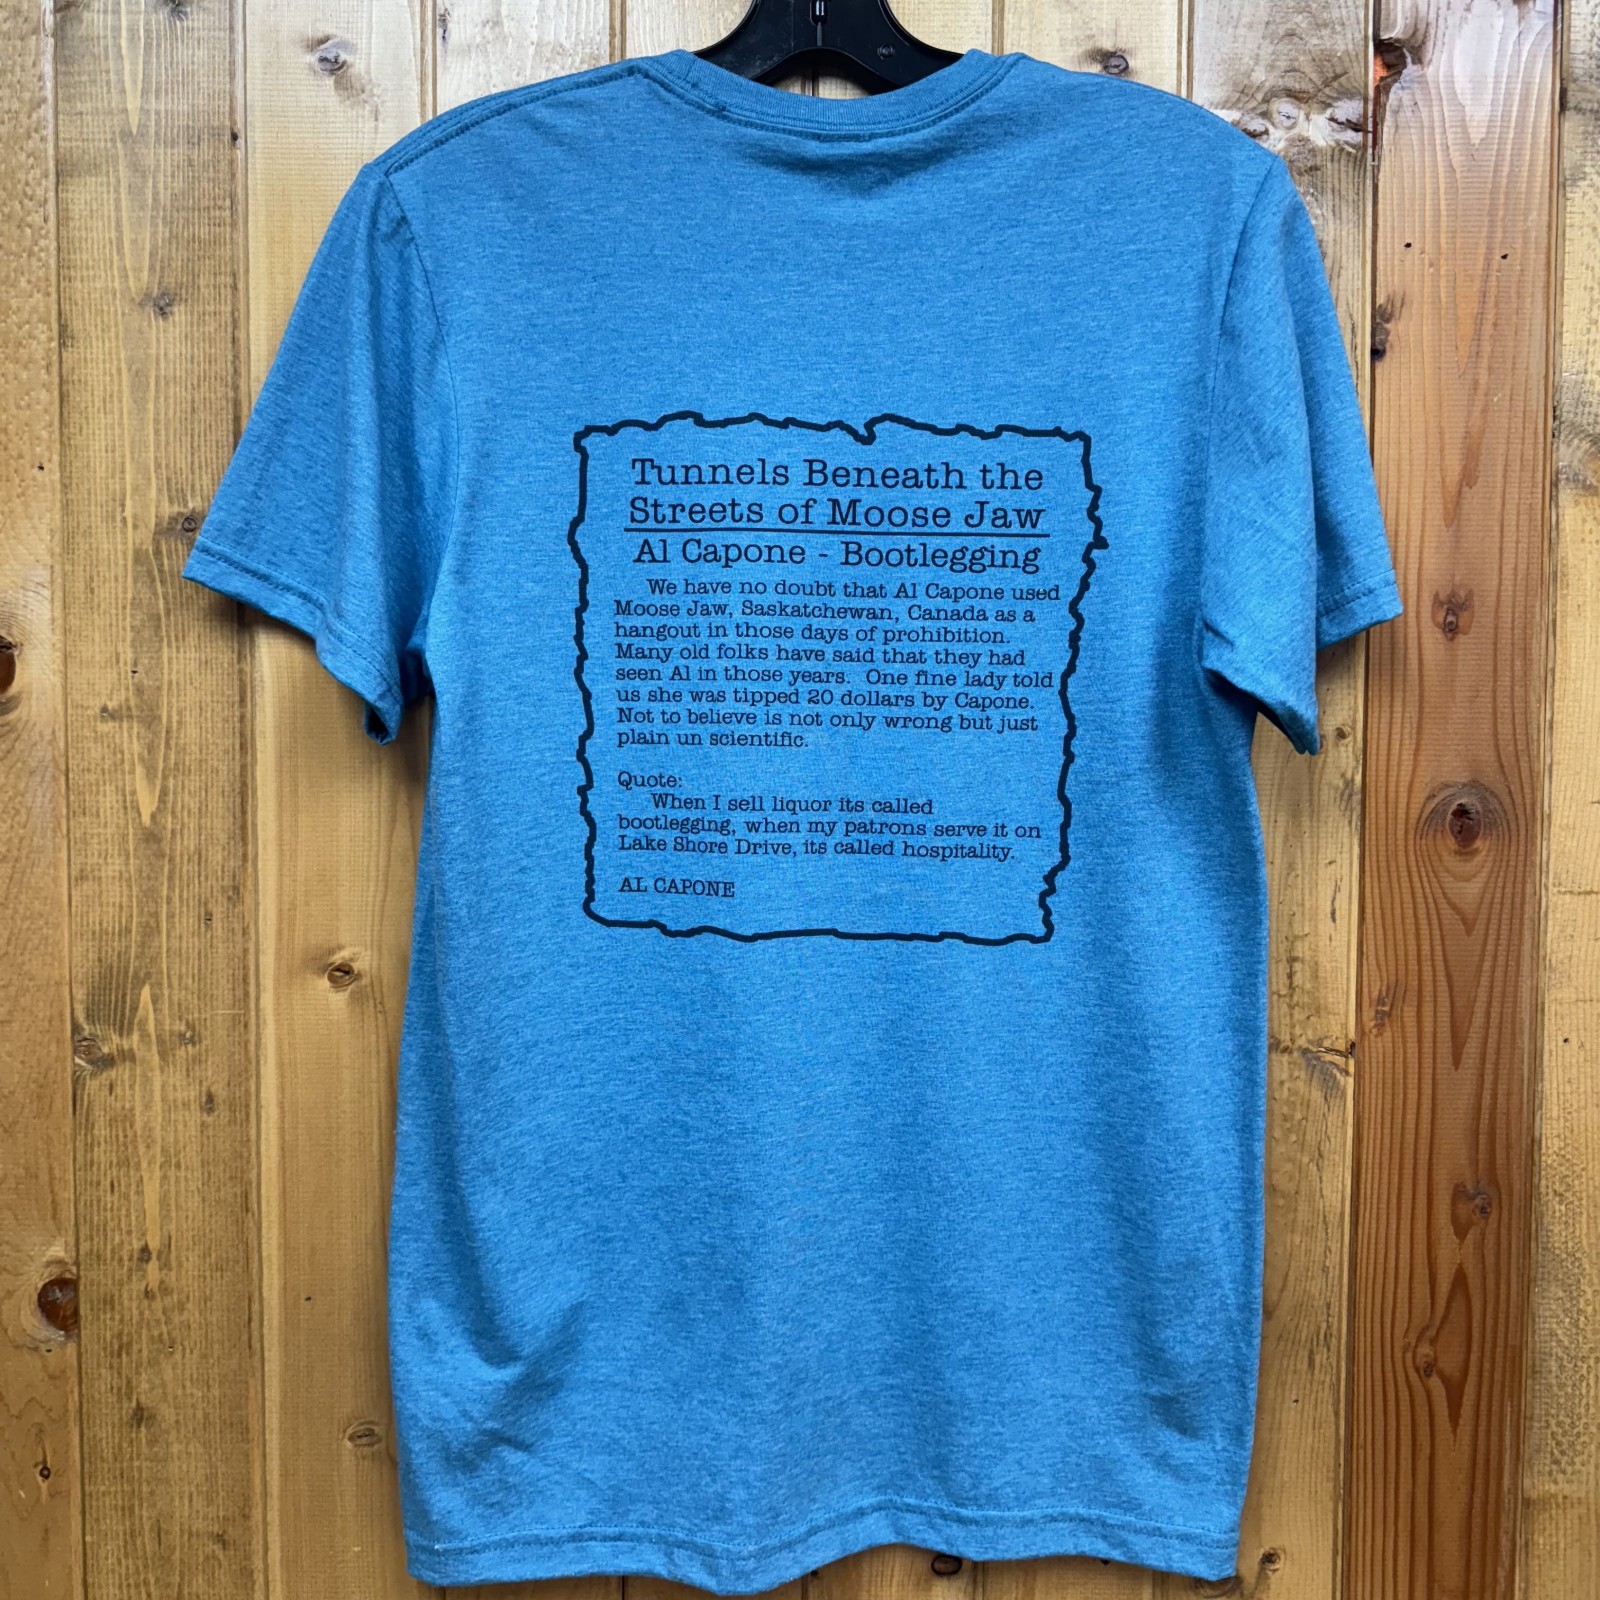 Tunnels Beneath the
Streets of Moose Jaw
Al Capone - Bootlegging
We have no doubt that Al Capone used
Moose Jaw, Saskatchewan, Canada as a
hangout in those days of prohibition.
Many old folks have said that they had
seen Al in those years. One fine lady told
us she was tipped 20 dollars by Capone.
Not to believe is not only wrong but just
plain un scientific.
Quote:
When I sell liquor its called
bootlegging, when my patrons serve it on
Lake Shore Drive, its called hospitality.
AL CAPONE